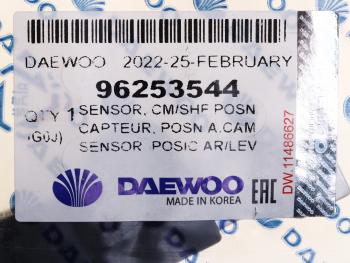 DAEWOO 2022-25-FEBRUARY
96253544
QTY 1 SENSOR, CM/SHF POSN
(G0J) CAPTEUR, POSN A.CAM
SENSOR POSIC AR/LEV
DAEWOO
MADE IN KOREA
EAC
DW.11486627